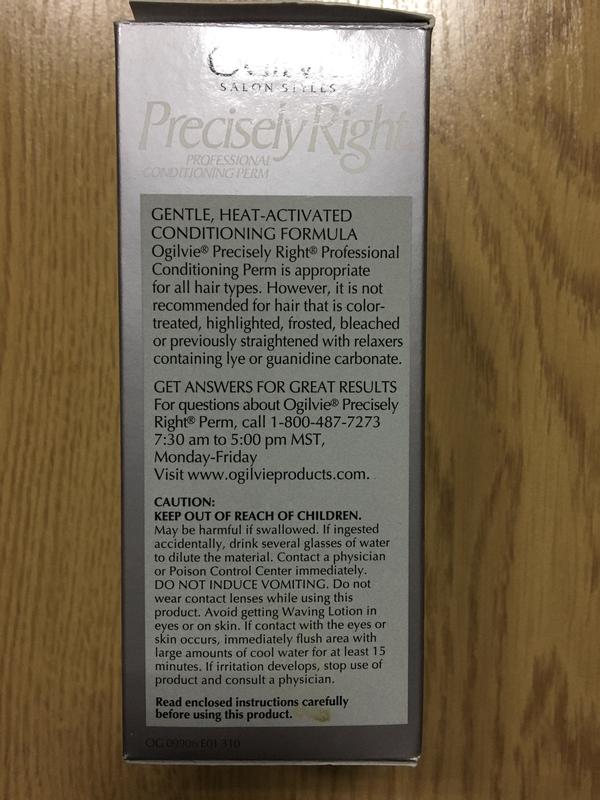 SALON STYLES
Precisely Right
PROFESSIONAL
CONDITIONING PERM
GENTLE, HEAT-ACTIVATED
CONDITIONING FORMULA
Ogilvie® Precisely Right® Professional
Conditioning Perm is appropriate
for all hair types. However, it is not
recommended for hair that is color-
treated, highlighted, frosted, bleached
or previously straightened with relaxers
containing lye or guanidine carbonate.
GET ANSWERS FOR GREAT RESULTS
For questions about Ogilvie® Precisely
Right® Perm, call 1-800-487-7273
7:30 am to 5:00 pm MST,
Monday-Friday
Visit www.ogilvieproducts.com.
CAUTION:
KEEP OUT OF REACH OF CHILDREN.
May be harmful if swallowed. If ingested
accidentally, drink several glasses of water
to dilute the material. Contact a physician
or Poison Control Center immediately.
DO NOT INDUCE VOMITING. Do not
wear contact lenses while using this
product. Avoid getting Waving Lotion in
eyes or on skin. If contact with the eyes or
skin occurs, immediately flush area with
large amounts of cool water for at least 15
minutes. If irritation develops, stop use of
product and consult a physician.
Read enclosed instructions carefully
before using this product.
OG 09906 E01 310